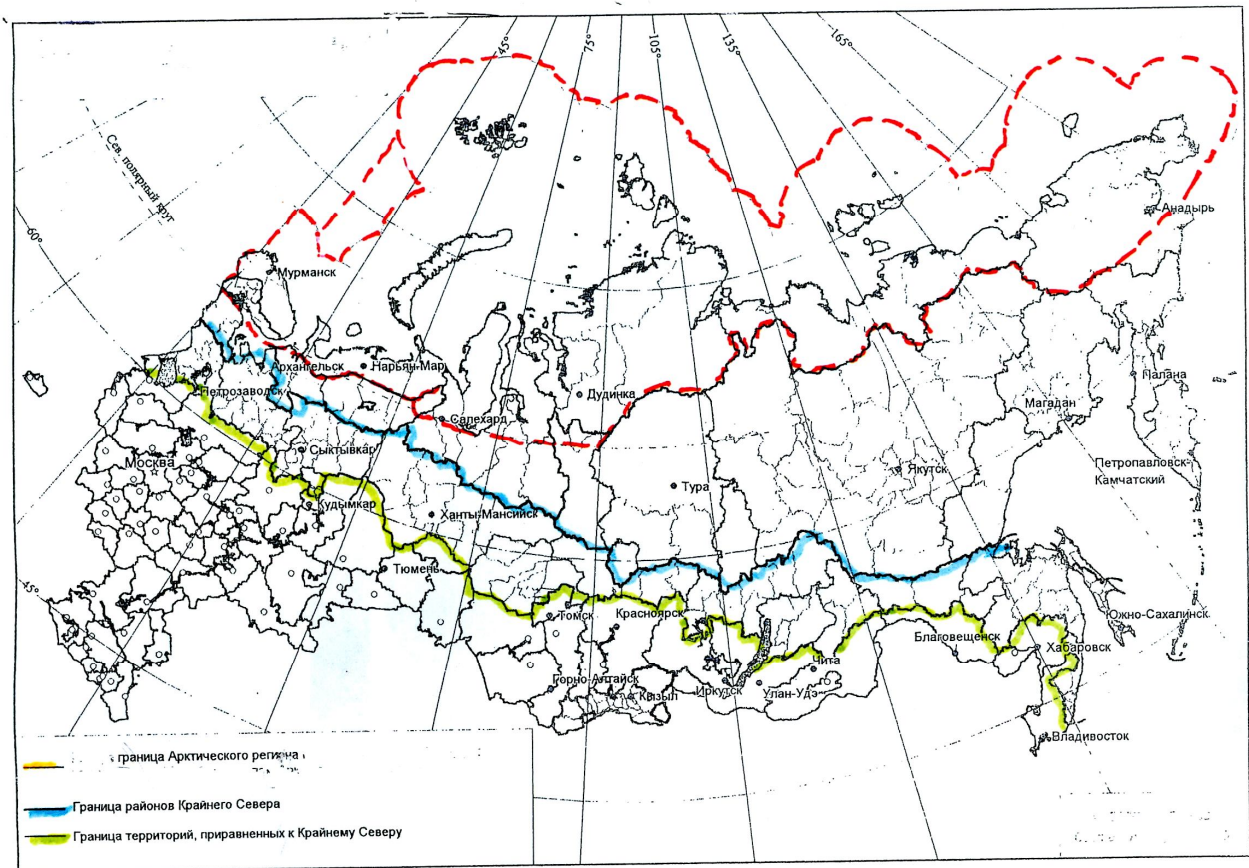 45°
75°
105°
135°
165°
Сев. полярный круг
60°
45°
Анадырь
Мурманск
Архангельск
Нарьян-Мар
Палана
Петрозаводск
Дудинка
Магадан
Салехард
Москва
Сыктывкар
Якутск
Петропавловск-
Камчатский
Тура
Кудымкар
Ханты-Мансийск
Тюмень
Томск
Красноярск
Южно-Сахалинск
Благовещенск
Хабаровск
Чита
Горно-Алтайск
Кызыл
Иркутск
Улан-Удэ
Владивосток
граница Арктического региона
Граница районов Крайнего Севера
Граница территорий, приравненных к Крайнему Северу